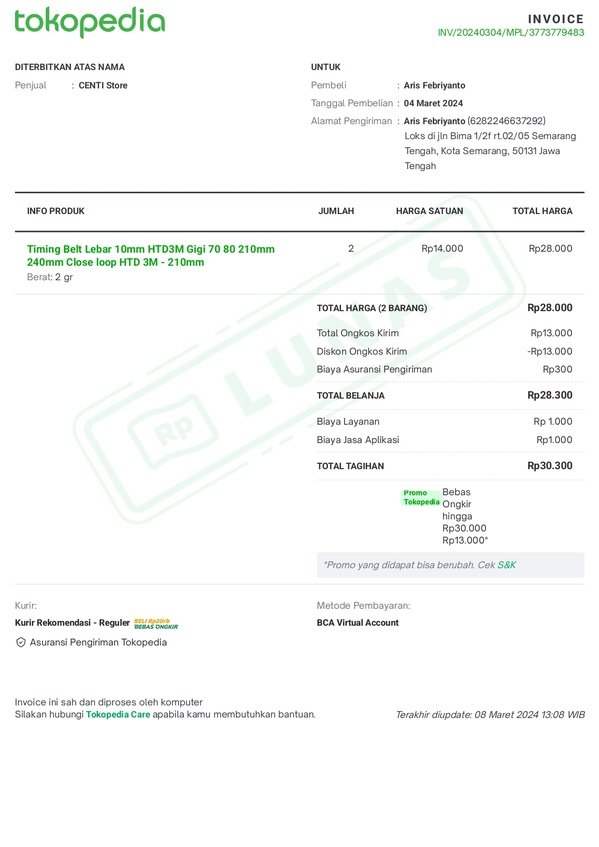 tokopedia
INVOICE
INV/20240304/MPL/3773779483
DITERBITKAN ATAS NAMA
Penjual : CENTI Store
UNTUK
Pembeli : Aris Febriyanto
Tanggal Pembelian : 04 Maret 2024
Alamat Pengiriman : Aris Febriyanto (6282246637292)
Loks di jln Bima 1/2f rt.02/05 Semarang
Tengah, Kota Semarang, 50131 Jawa
Tengah
INFO PRODUK JUMLAH HARGA SATUAN TOTAL HARGA
Timing Belt Lebar 10mm HTD3M Gigi 70 80 210mm 2 Rp14.000 Rp28.000
240mm Close loop HTD 3M - 210mm
Berat: 2 gr
RP LUNAS
TOTAL HARGA (2 BARANG) Rp28.000
Total Ongkos Kirim Rp13.000
Diskon Ongkos Kirim -Rp13.000
Biaya Asuransi Pengiriman Rp300
TOTAL BELANJA Rp28.300
Biaya Layanan Rp 1.000
Biaya Jasa Aplikasi Rp1.000
TOTAL TAGIHAN Rp30.300
Promo
Tokopedia
Bebas
Ongkir
hingga
Rp30.000
Rp13.000*
*Promo yang didapat bisa berubah. Cek S&K
Kurir:
Kurir Rekomendasi - Reguler BELI Rp20rb
BEBAS ONGKIR
Asuransi Pengiriman Tokopedia
Metode Pembayaran:
BCA Virtual Account
Invoice ini sah dan diproses oleh komputer
Silakan hubungi Tokopedia Care apabila kamu membutuhkan bantuan.
Terakhir diupdate: 08 Maret 2024 13:08 WIB